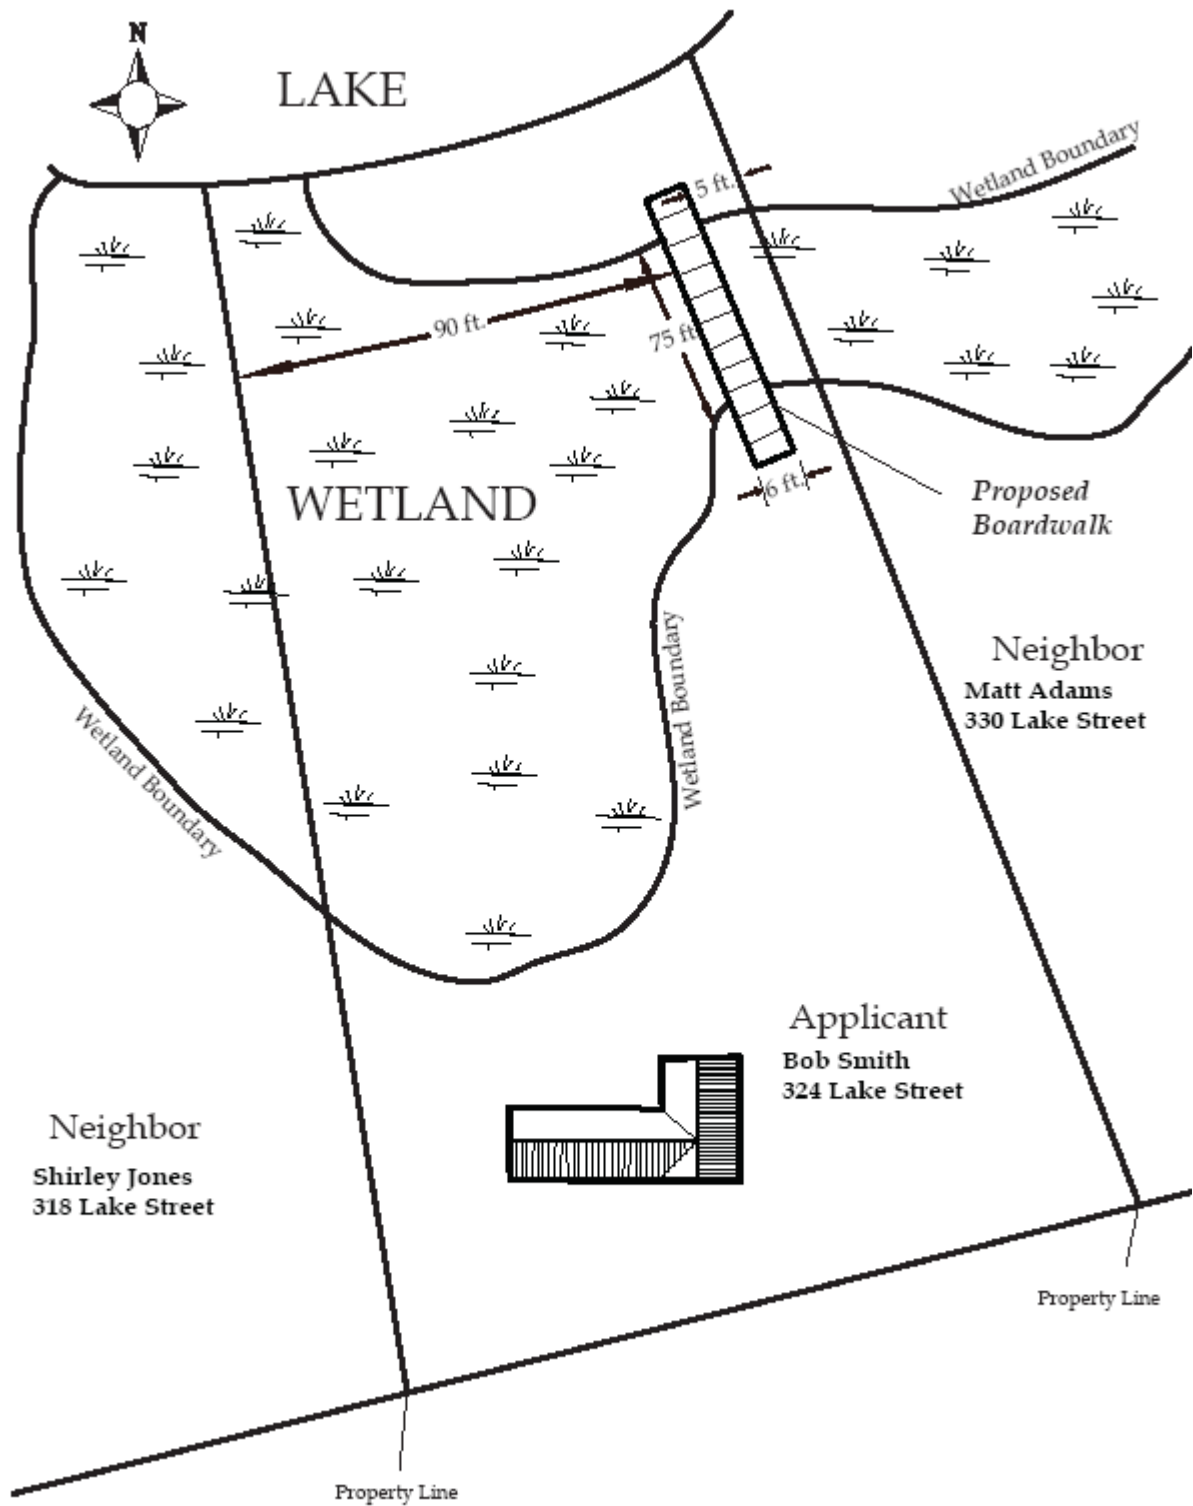 N
LAKE
Wetland Boundary
5 ft.
90 ft.
75 ft.
WETLAND
6 ft.
Proposed
Boardwalk
Wetland Boundary
Neighbor
Matt Adams
330 Lake Street
Wetland Boundary
Applicant
Bob Smith
324 Lake Street
Neighbor
Shirley Jones
318 Lake Street
Property Line
Property Line